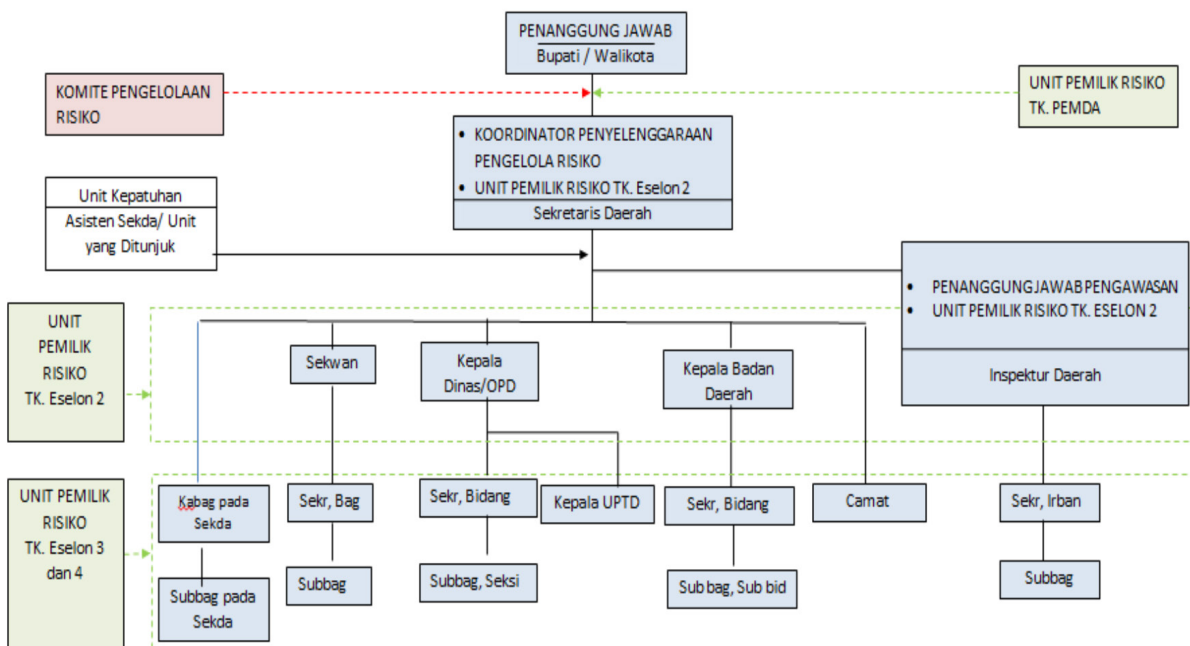 PENANGGUNG JAWAB
Bupati / Walikota
KOMITE PENGELOLAAN
RISIKO
UNIT PEMILIK RISIKO
TK. PEMDA
• KOORDINATOR PENYELENGGARAAN
PENGELOLA RISIKO
• UNIT PEMILIK RISIKO TK. Eselon 2
Sekretaris Daerah
Unit Kepatuhan
Asisten Sekda/ Unit
yang Ditunjuk
• PENANGGUNGJAWAB PENGAWASAN
• UNIT PEMILIK RISIKO TK. ESELON 2
Inspektur Daerah
UNIT
PEMILIK
RISIKO
TK. Eselon 2
Sekwan
Kepala
Dinas/OPD
Kepala Badan
Daerah
UNIT PEMILIK
RISIKO
TK. Eselon 3
dan 4
Kabag pada
Sekda
Sekr, Bag
Sekr, Bidang
Kepala UPTD
Sekr, Bidang
Camat
Sekr, Irban
Subbag pada
Sekda
Subbag
Subbag, Seksi
Subbag, Sub bid
Subbag